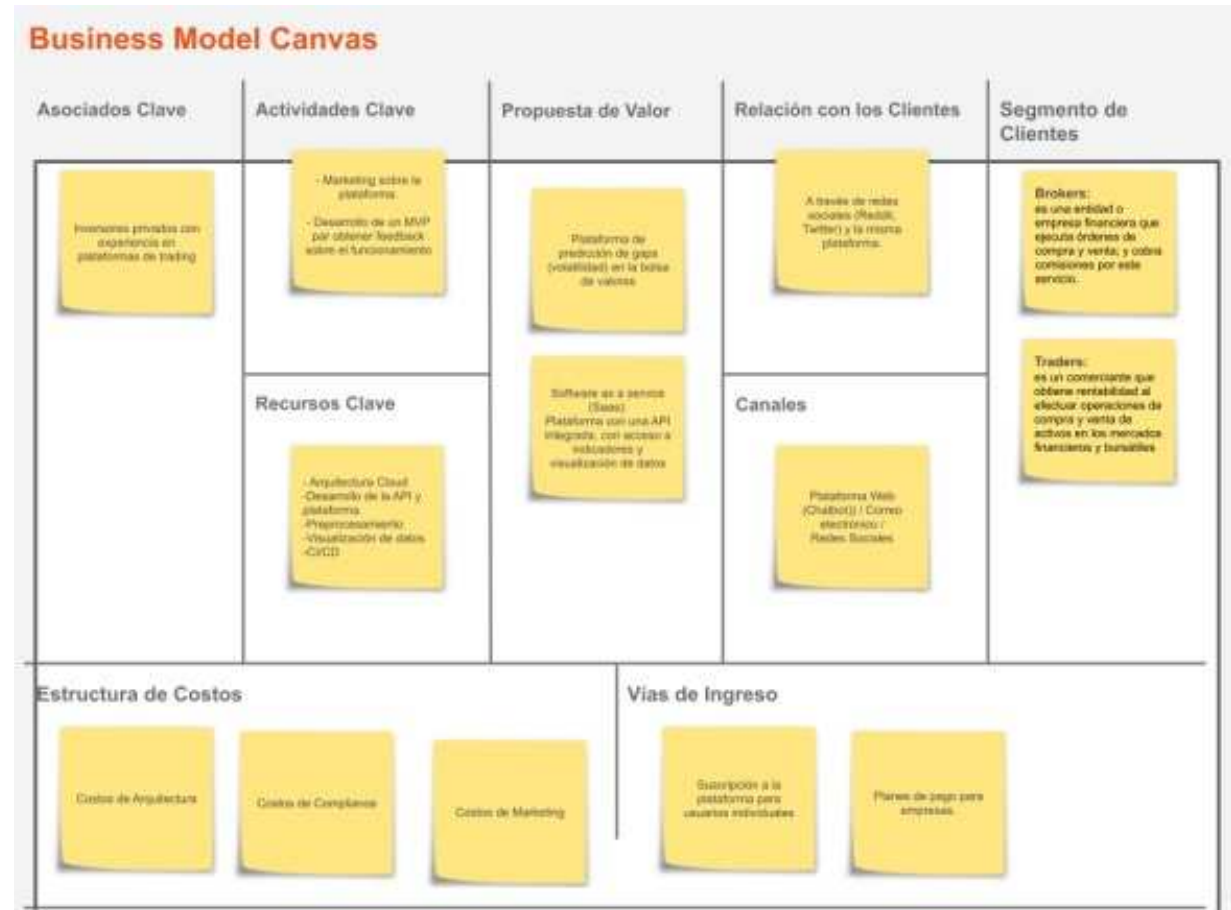 Business Model Canvas
Asociados Clave
Actividades Clave
Propuesta de Valor
Relación con los Clientes
Segmento de
Clientes
Inversores privados con
experiencia en
plataformas de trading
- Marketing sobre la
plataforma.
- Desarrollo de un MVP
por obtener feedback
sobre el funcionamiento
Recursos Clave
- Arquitectura Cloud
-Desarrollo de la API y
plataforma
-Preprocesamiento
-Visualización de datos
-CI/CD
Plataforma de
predicción de gaps
(volatilidad) en la bolsa
de valores
Software as a service
(Saas)
Plataforma con una API
integrada, con acceso a
indicadores y
visualización de datos
A través de redes
sociales (Reddit,
Twitter) y la misma
plataforma.
Canales
Plataforma Web
(Chatbot)) / Correo
electrónico /
Redes Sociales
Brokers:
es una entidad o
empresa financiera que
ejecuta órdenes de
compra y venta, y cobra
comisiones por este
servicio.
Traders:
es un comerciante que
obtiene rentabilidad al
efectuar operaciones de
compra y venta de
activos en los mercados
financieros y bursátiles
Estructura de Costos
Costos de Arquitectura
Costos de Compliance
Costos de Marketing
Vías de Ingreso
Suscripción a la
plataforma para
usuarios individuales
Planes de pago para
empresas.